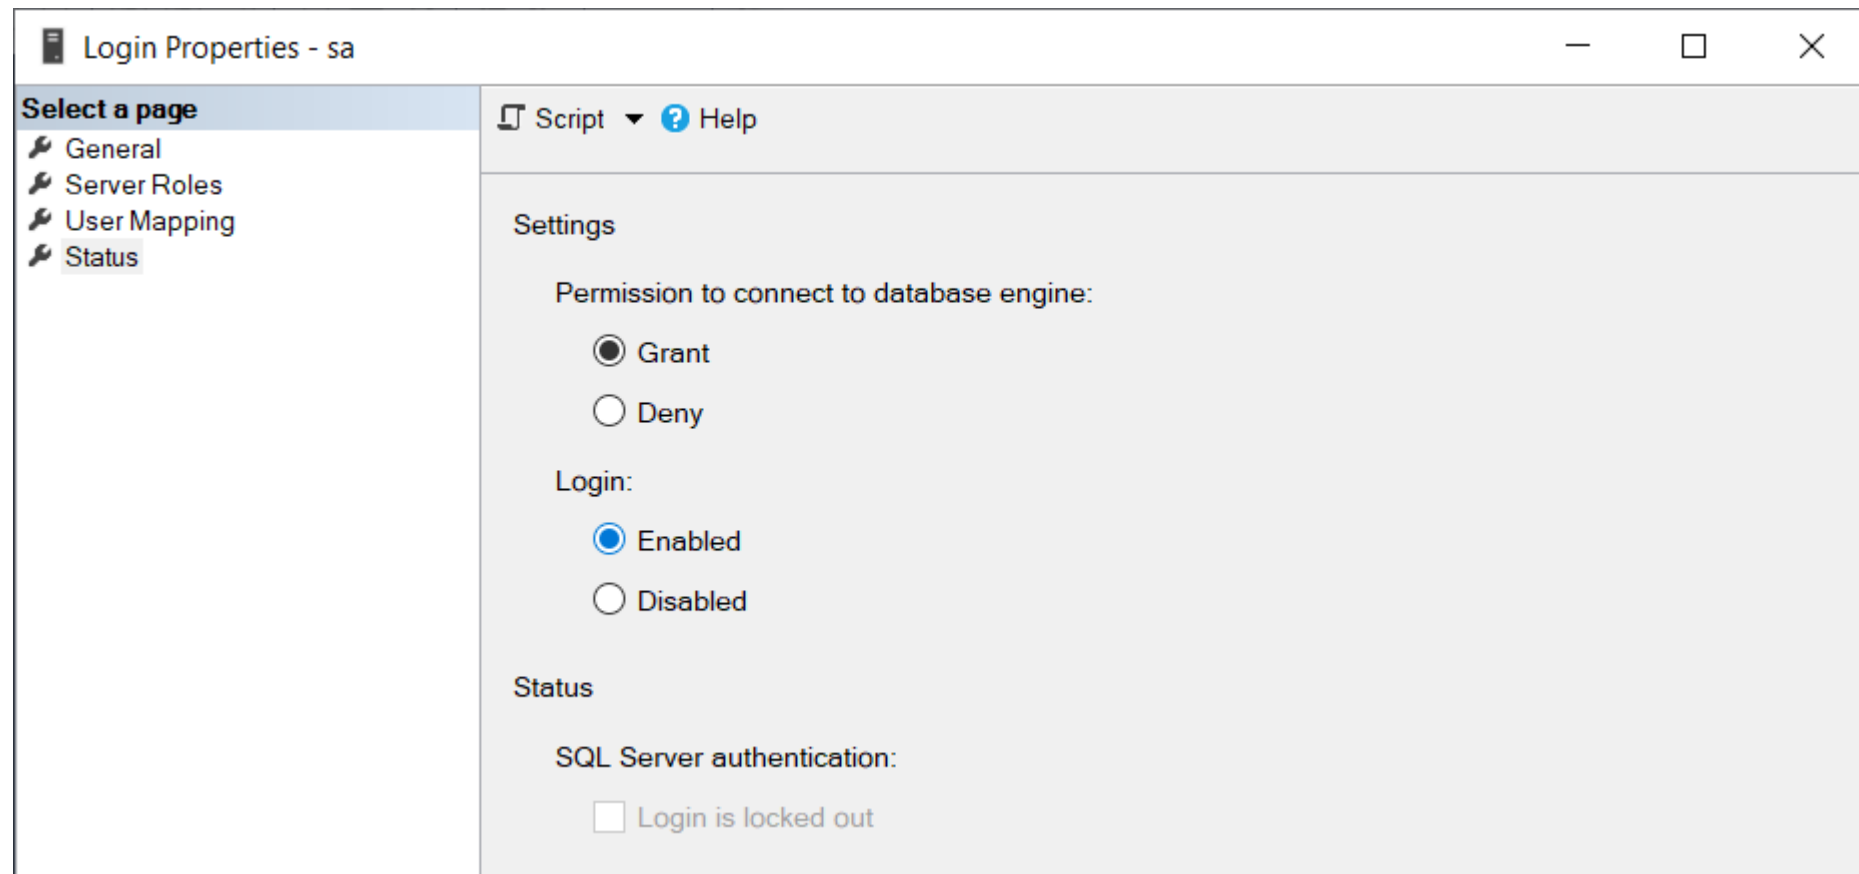 Login Properties - sa
Select a page
General
Server Roles
User Mapping
Status
Script Help
Settings
Permission to connect to database engine:
Grant
Deny
Login:
Enabled
Disabled
Status
SQL Server authentication:
Login is locked out